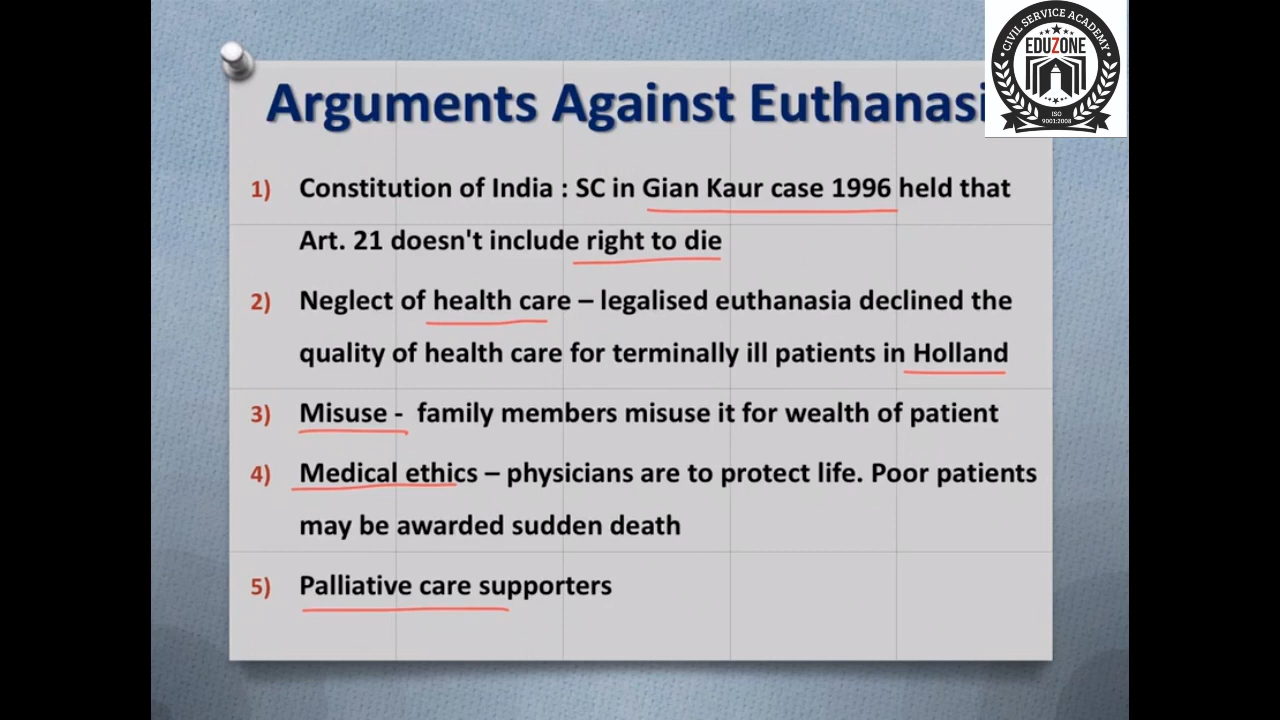 CIVIL SERVICE ACADEMY
EDUZONE
ISO
9001:2008
Arguments Against Euthanasi
1) Constitution of India : SC in Gian Kaur case 1996 held that
Art. 21 doesn't include right to die
2) Neglect of health care – legalised euthanasia declined the
quality of health care for terminally ill patients in Holland
3) Misuse - family members misuse it for wealth of patient
4) Medical ethics – physicians are to protect life. Poor patients
may be awarded sudden death
5) Palliative care supporters